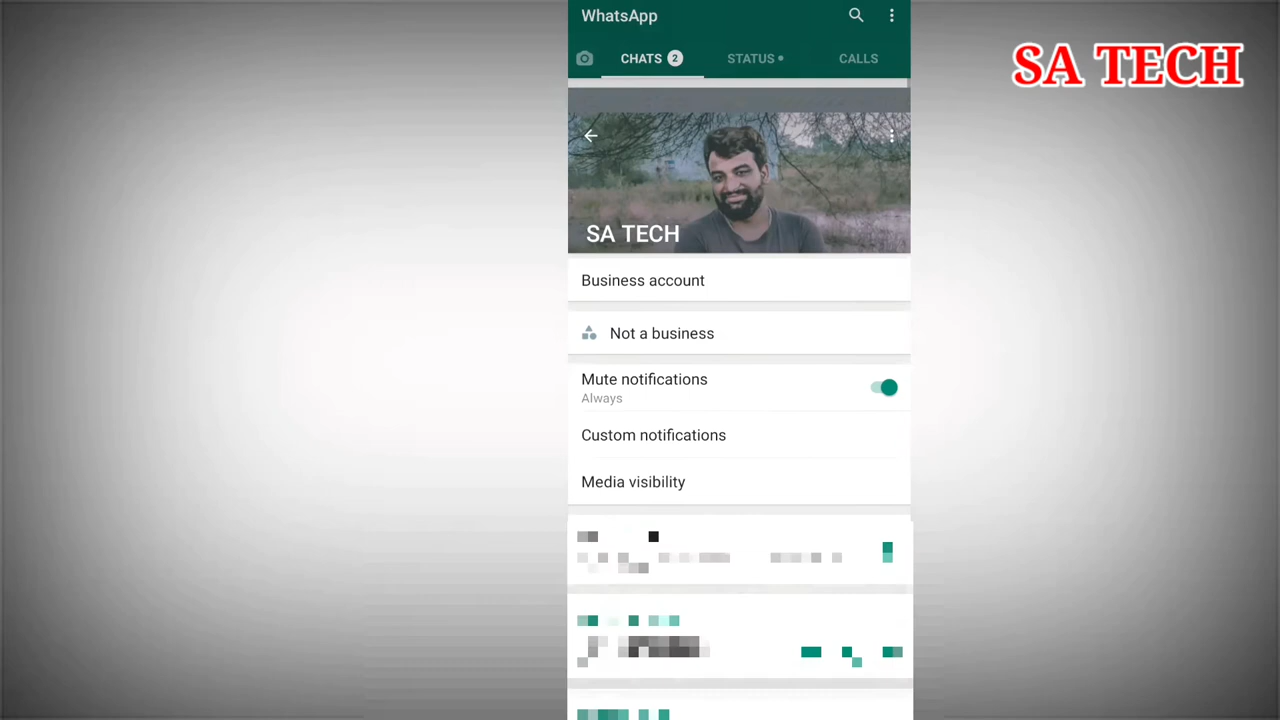 WhatsApp
CHATS 2 STATUS • CALLS
SA TECH
SA TECH
Business account
Not a business
Mute notifications
Always
Custom notifications
Media visibility